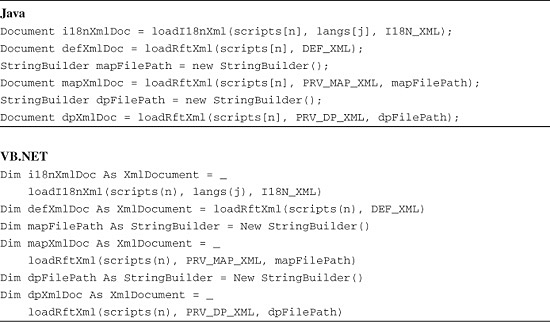 Java
Document i18nXmlDoc = loadI18nXml(scripts[n], langs[j], I18N_XML);
Document defXmlDoc = loadRftXml(scripts[n], DEF_XML);
StringBuilder mapFilePath = new StringBuilder();
Document mapXmlDoc = loadRftXml(scripts[n], PRV_MAP_XML, mapFilePath);
StringBuilder dpFilePath = new StringBuilder();
Document dpXmlDoc = loadRftXml(scripts[n], PRV_DP_XML, dpFilePath);
VB.NET
Dim i18nXmlDoc As XmlDocument = _
    loadI18nXml(scripts(n), langs(j), I18N_XML)
Dim defXmlDoc As XmlDocument = loadRftXml(scripts(n), DEF_XML)
Dim mapFilePath As StringBuilder = New StringBuilder()
Dim mapXmlDoc As XmlDocument = _
    loadRftXml(scripts(n), PRV_MAP_XML, mapFilePath)
Dim dpFilePath As StringBuilder = New StringBuilder()
Dim dpXmlDoc As XmlDocument = _
    loadRftXml(scripts(n), PRV_DP_XML, dpFilePath)